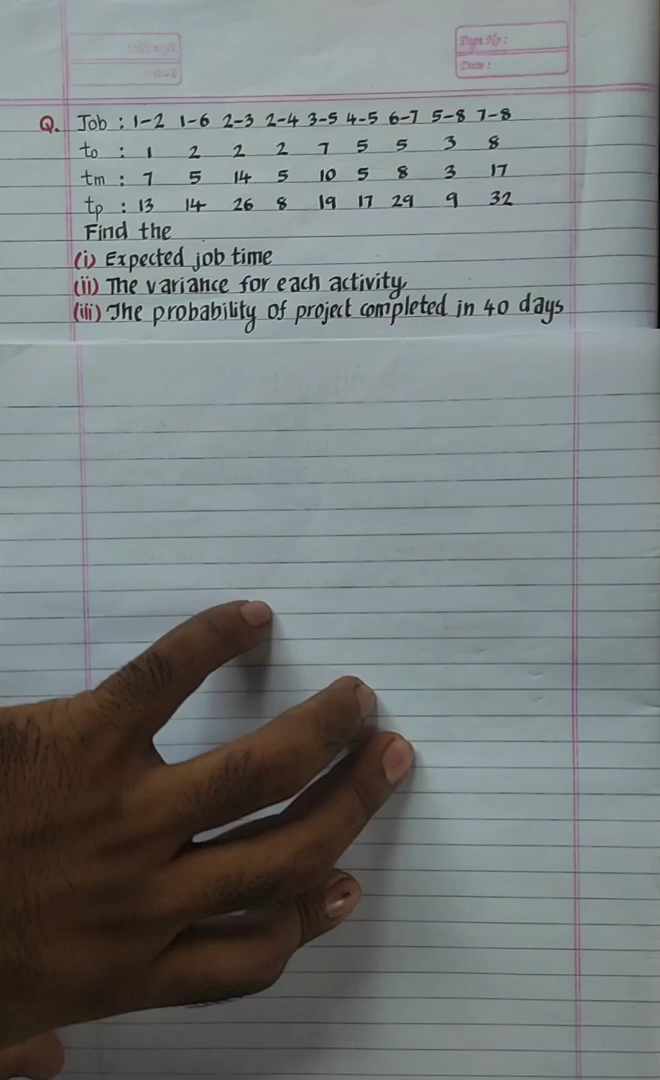 Page No:
Date:
Q. Job : 1-2 1-6 2-3 2-4 3-5 4-5 6-7 5-8 7-8
to : 1 2 2 2 7 5 5 3 8
tm : 7 5 14 5 10 5 8 3 17
tp : 13 14 26 8 19 17 29 9 32
Find the
(i) Expected job time
(ii) The variance for each activity
(iii) The probability of project completed in 40 days